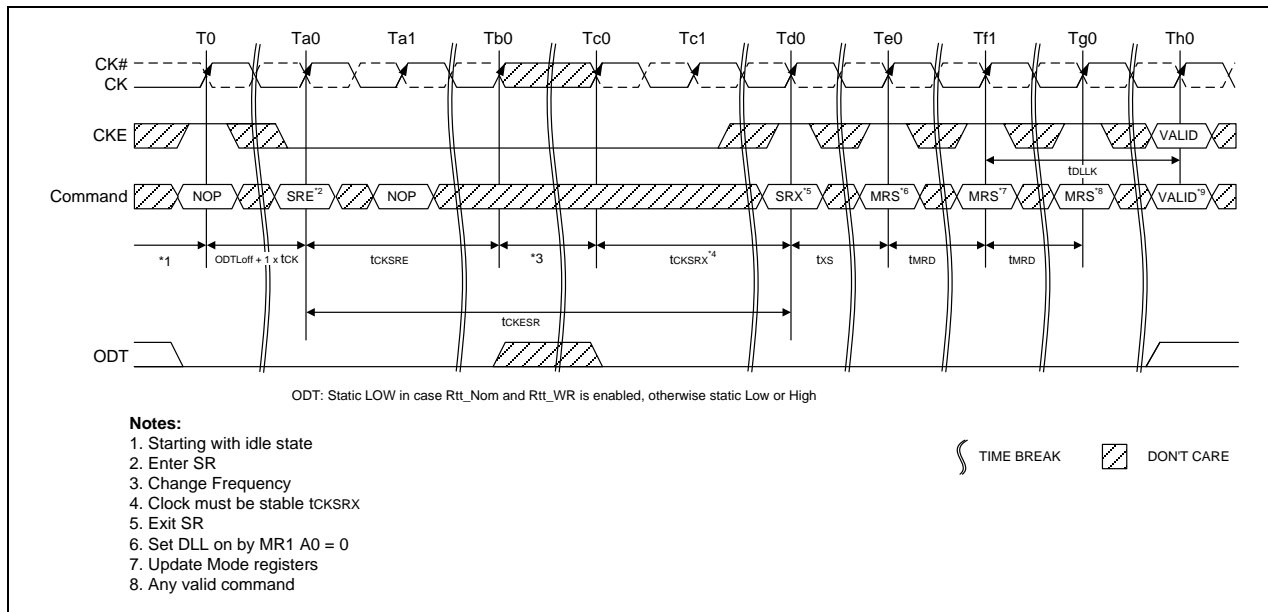 T0 Ta0 Ta1 Tb0 Tc0 Tc1 Td0 Te0 Tf1 Tg0 Th0
CK#
CK
CKE VALID
tDLLK
Command NOP SRE*2 NOP SRX*5 MRS*6 MRS*7 MRS*8 VALID*9
*1 ODTLoff + 1 x tCK tCKSRE *3 tCKSRX*4 tXS tMRD tMRD
tCKESR
ODT
ODT: Static LOW in case Rtt_Nom and Rtt_WR is enabled, otherwise static Low or High
Notes:
1. Starting with idle state
2. Enter SR
3. Change Frequency
4. Clock must be stable tCKSRX
5. Exit SR
6. Set DLL on by MR1 A0 = 0
7. Update Mode registers
8. Any valid command
TIME BREAK DON'T CARE